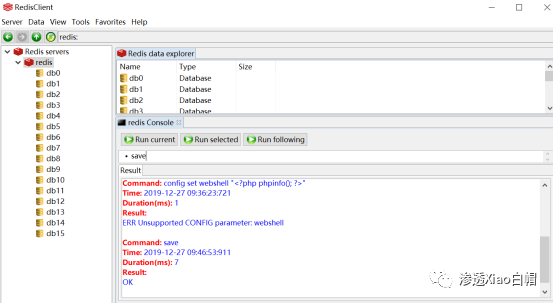 RedisClient
Server Data View Tools Favorites Help
redis:
Redis servers
redis
db0
db1
db2
db3
db4
db5
db6
db7
db8
db9
db10
db11
db12
db13
db14
db15
Redis data explorer
Name Type Size
db0 Database
db1 Database
db2 Database
db3 Database
redis Console
Run current Run selected Run following
save
Result
Command: config set webshell "<?php phpinfo(); ?>"
Time: 2019-12-27 09:36:23:721
Duration(ms): 1
Result:
ERR Unsupported CONFIG parameter: webshell
Command: save
Time: 2019-12-27 09:46:53:911
Duration(ms): 7
Result:
OK
渗透Xiao白帽